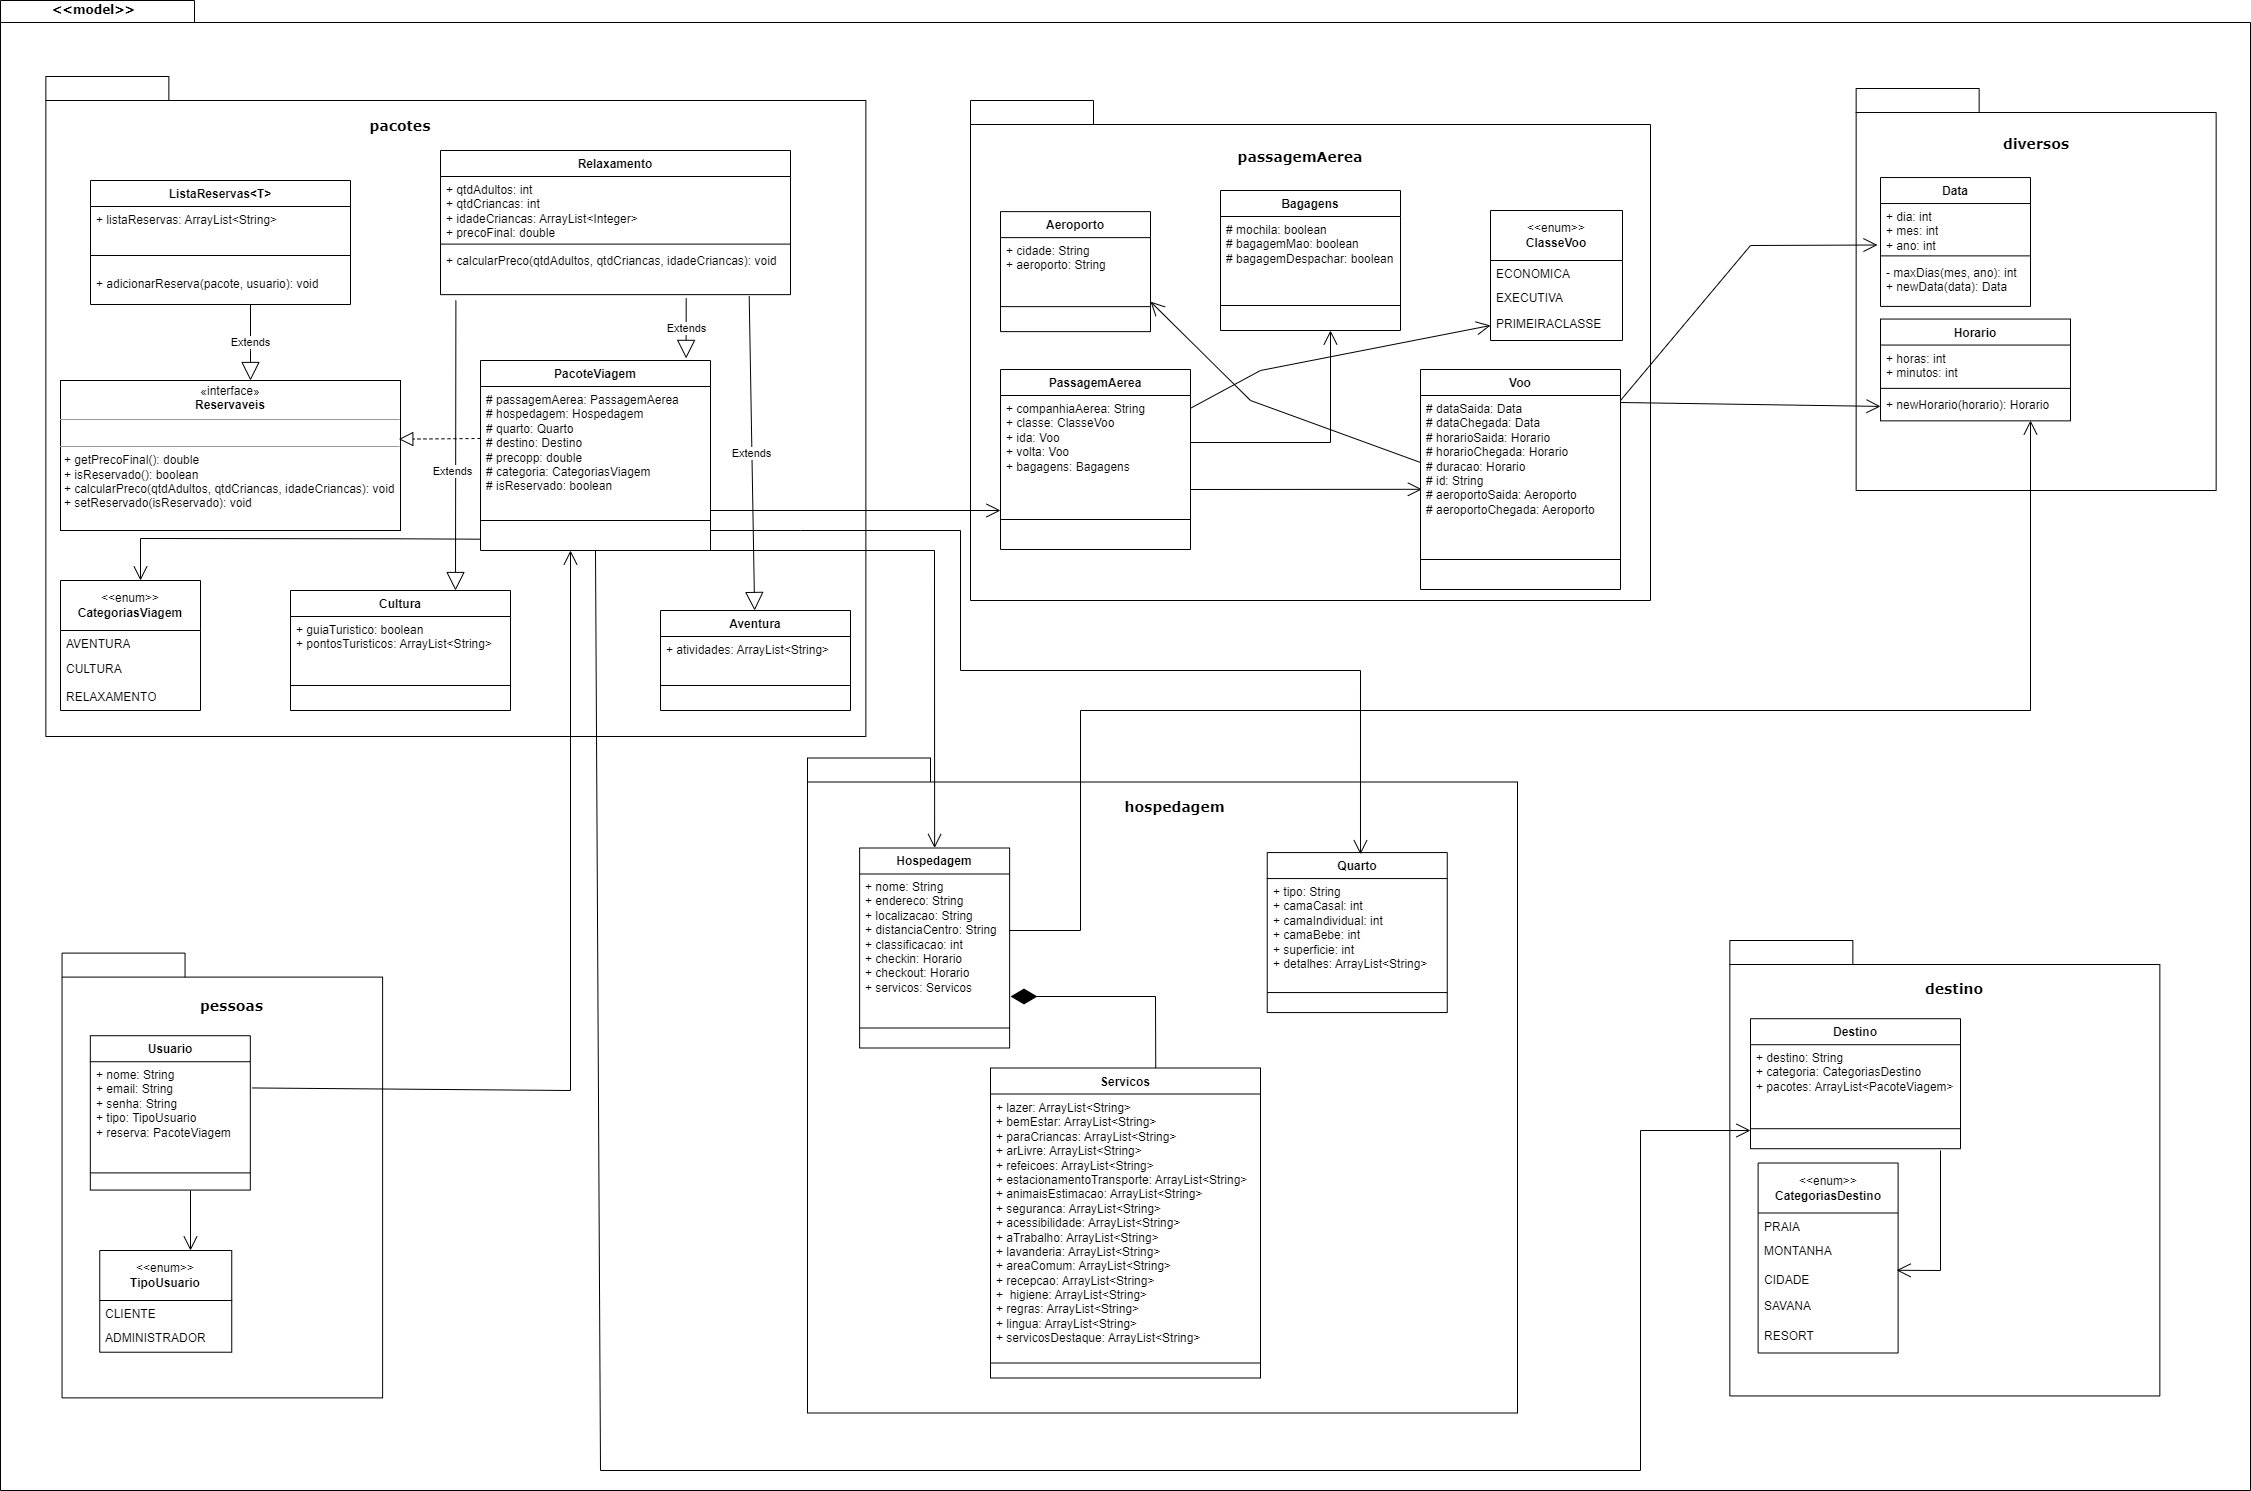 <<model>>
pacotes
ListaReservas<T>
+ listaReservas: ArrayList<String>
+ adicionarReserva(pacote, usuario): void
Relaxamento
+ qtdAdultos: int
+ qtdCriancas: int
+ idadeCriancas: ArrayList<Integer>
+ precoFinal: double
+ calcularPreco(qtdAdultos, qtdCriancas, idadeCriancas): void
Extends
Extends
Extends
Extends
«interface»
Reservaveis
+ getPrecoFinal(): double
+ isReservado(): boolean
+ calcularPreco(qtdAdultos, qtdCriancas, idadeCriancas): void
+ setReservado(isReservado): void
PacoteViagem
# passagemAerea: PassagemAerea
# hospedagem: Hospedagem
# quarto: Quarto
# destino: Destino
# precopp: double
# categoria: CategoriasViagem
# isReservado: boolean
<<enum>>
CategoriasViagem
AVENTURA
CULTURA
RELAXAMENTO
Cultura
+ guiaTuristico: boolean
+ pontosTuristicos: ArrayList<String>
Aventura
+ atividades: ArrayList<String>
passagemAerea
Aeroporto
+ cidade: String
+ aeroporto: String
Bagagens
# mochila: boolean
# bagagemMao: boolean
# bagagemDespachar: boolean
<<enum>>
ClasseVoo
ECONOMICA
EXECUTIVA
PRIMEIRACLASSE
PassagemAerea
+ companhiaAerea: String
+ classe: ClasseVoo
+ ida: Voo
+ volta: Voo
+ bagagens: Bagagens
Voo
# dataSaida: Data
# dataChegada: Data
# horarioSaida: Horario
# horarioChegada: Horario
# duracao: Horario
# id: String
# aeroportoSaida: Aeroporto
# aeroportoChegada: Aeroporto
diversos
Data
+ dia: int
+ mes: int
+ ano: int
- maxDias(mes, ano): int
+ newData(data): Data
Horario
+ horas: int
+ minutos: int
+ newHorario(horario): Horario
hospedagem
Hospedagem
+ nome: String
+ endereco: String
+ localizacao: String
+ distanciaCentro: String
+ classificacao: int
+ checkin: Horario
+ checkout: Horario
+ servicos: Servicos
Quarto
+ tipo: String
+ camaCasal: int
+ camaIndividual: int
+ camaBebe: int
+ superficie: int
+ detalhes: ArrayList<String>
Servicos
+ lazer: ArrayList<String>
+ bemEstar: ArrayList<String>
+ paraCriancas: ArrayList<String>
+ arLivre: ArrayList<String>
+ refeicoes: ArrayList<String>
+ estacionamentoTransporte: ArrayList<String>
+ animaisEstimacao: ArrayList<String>
+ seguranca: ArrayList<String>
+ acessibilidade: ArrayList<String>
+ aTrabalho: ArrayList<String>
+ lavanderia: ArrayList<String>
+ areaComum: ArrayList<String>
+ recepcao: ArrayList<String>
+ higiene: ArrayList<String>
+ regras: ArrayList<String>
+ lingua: ArrayList<String>
+ servicosDestaque: ArrayList<String>
pessoas
Usuario
+ nome: String
+ email: String
+ senha: String
+ tipo: TipoUsuario
+ reserva: PacoteViagem
<<enum>>
TipoUsuario
CLIENTE
ADMINISTRADOR
destino
Destino
+ destino: String
+ categoria: CategoriasDestino
+ pacotes: ArrayList<PacoteViagem>
<<enum>>
CategoriasDestino
PRAIA
MONTANHA
CIDADE
SAVANA
RESORT